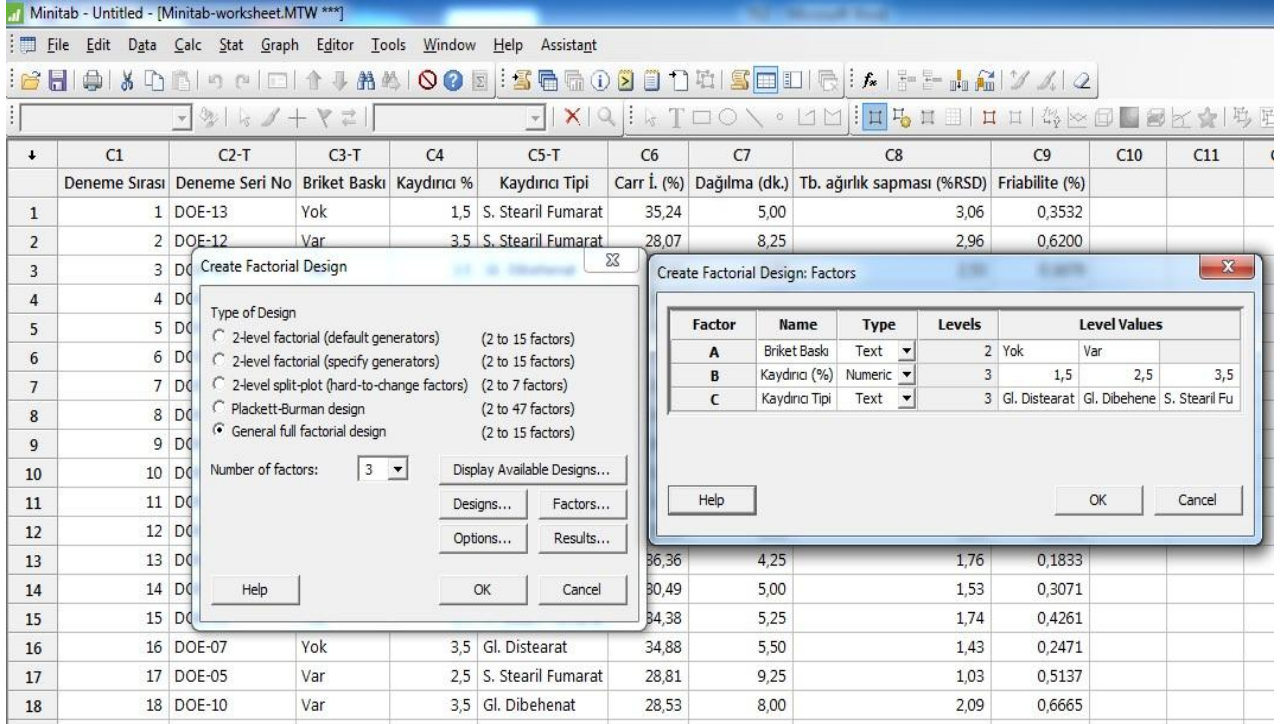 Minitab - Untitled - [Minitab-worksheet.MTW ***]
File Edit Data Calc Stat Graph Editor Tools Window Help Assistant
C1 C2-T C3-T C4 C5-T C6 C7 C8 C9 C10 C11
Deneme Sırası Deneme Seri No Briket Baskı Kaydırıcı % Kaydırıcı Tipi Carr İ. (%) Dağılma (dk.) Tb. ağırlık sapması (%RSD) Friabilite (%)
1 1 DOE-13 Yok 1,5 S. Stearil Fumarat 35,24 5,00 3,06 0,3532
2 2 DOE-12 Var 3,5 S. Stearil Fumarat 28,07 8,25 2,96 0,6200
3 3
4 4
5 5
6 6
7 7
8 8
9 9
10 10
11 11
12 12
13 13 36,36 4,25 1,76 0,1833
14 14 30,49 5,00 1,53 0,3071
15 15 34,38 5,25 1,74 0,4261
16 16 DOE-07 Yok 3,5 Gl. Distearat 34,88 5,50 1,43 0,2471
17 17 DOE-05 Var 2,5 S. Stearil Fumarat 28,81 9,25 1,03 0,5137
18 18 DOE-10 Var 3,5 Gl. Dibehenat 28,53 8,00 2,09 0,6665
Create Factorial Design
Type of Design
2-level factorial (default generators) (2 to 15 factors)
2-level factorial (specify generators) (2 to 15 factors)
2-level split-plot (hard-to-change factors) (2 to 7 factors)
Plackett-Burman design (2 to 47 factors)
General full factorial design (2 to 15 factors)
Number of factors: 3 Display Available Designs...
Designs... Factors...
Options... Results...
Help OK Cancel
Create Factorial Design: Factors
Factor Name Type Levels Level Values
A Briket Baskı Text 2 Yok Var
B Kaydırıcı (%) Numeric 3 1,5 2,5 3,5
C Kaydırıcı Tipi Text 3 Gl. Distearat Gl. Dibehene S. Stearil Fu
Help OK Cancel